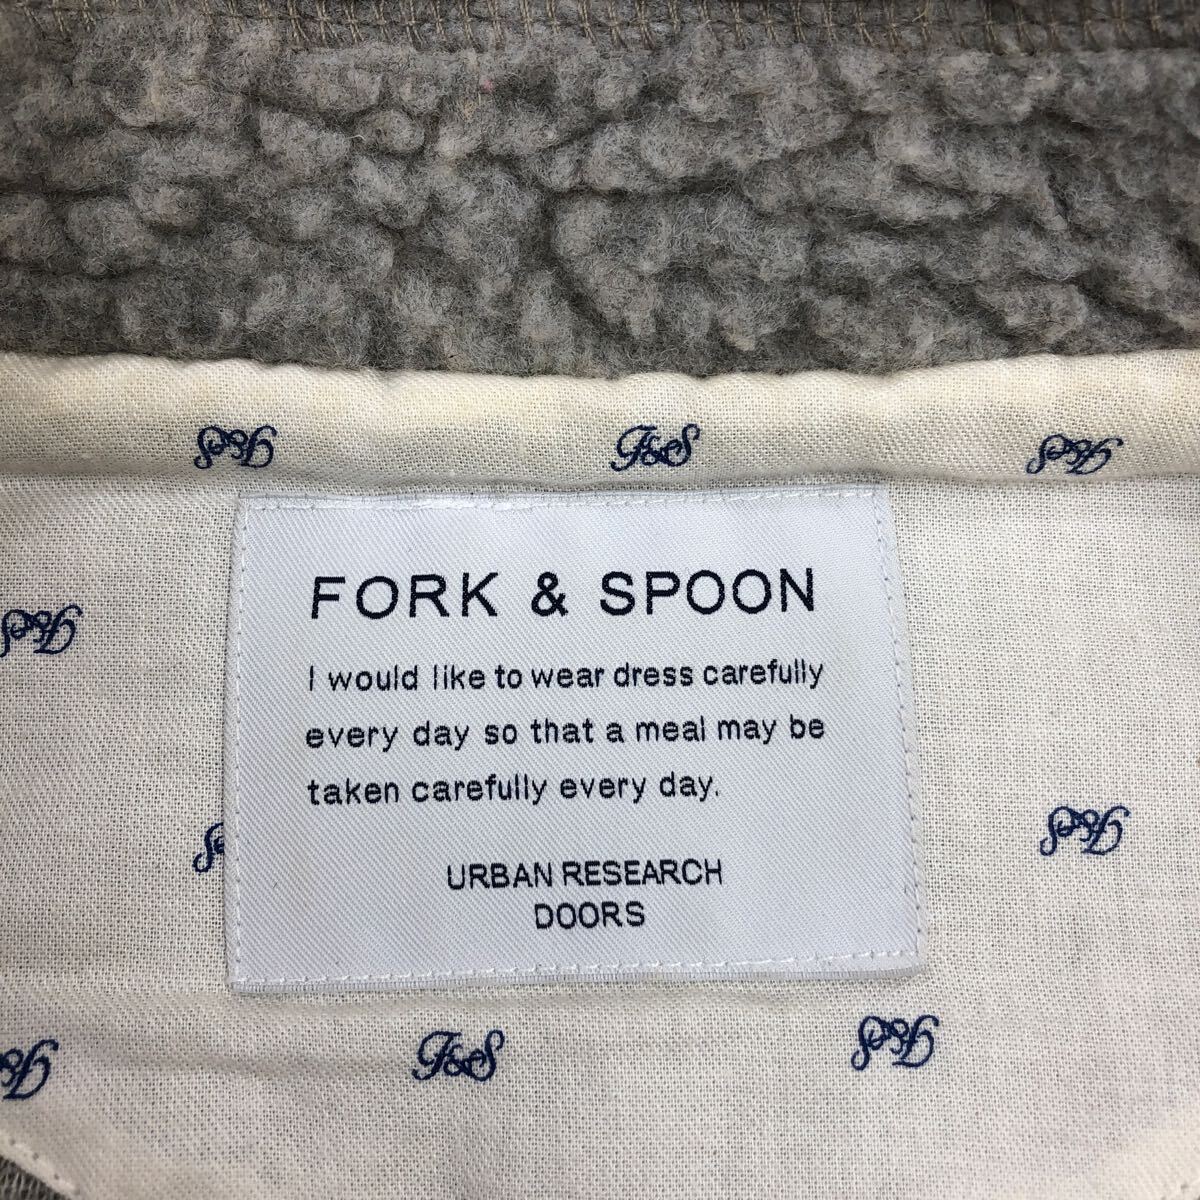 F&S F&S F&S
FORK & SPOON
F&S
I would like to wear dress carefully
every day so that a meal may be
taken carefully every day.
F&S
URBAN RESEARCH
DOORS
F&S F&S F&S